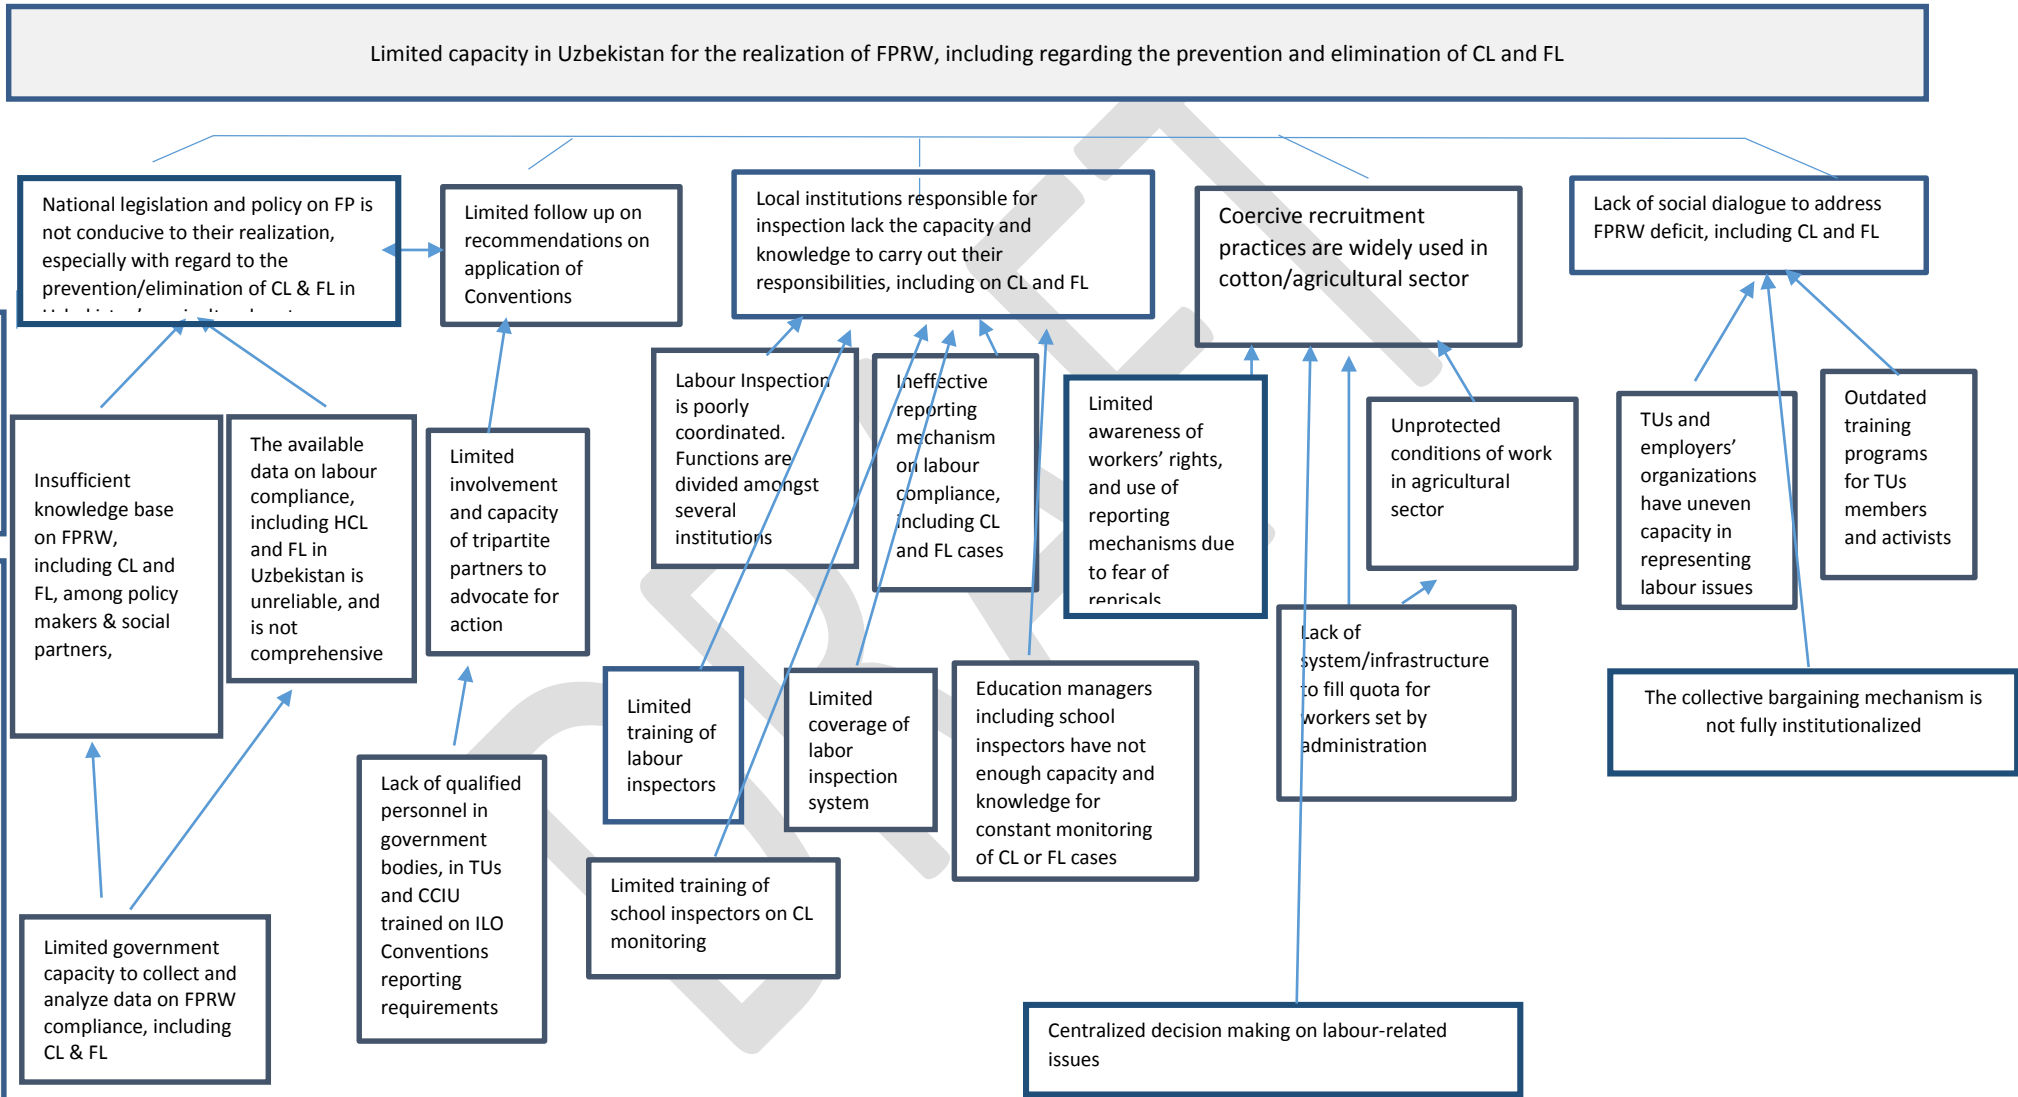 Limited capacity in Uzbekistan for the realization of FPRW, including regarding the prevention and elimination of CL and FL
National legislation and policy on FP is
not conducive to their realization,
especially with regard to the
prevention/elimination of CL & FL in
Limited follow up on
recommendations on
application of
Conventions
Local institutions responsible for
inspection lack the capacity and
knowledge to carry out their
responsibilities, including on CL and FL
Coercive recruitment
practices are widely used in
cotton/agricultural sector
Lack of social dialogue to address
FPRW deficit, including CL and FL
Insufficient
knowledge base
on FPRW,
including CL and
FL, among policy
makers & social
partners,
The available
data on labour
compliance,
including HCL
and FL in
Uzbekistan is
unreliable, and
is not
comprehensive
Limited
involvement
and capacity
of tripartite
partners to
advocate for
action
Labour Inspection
is poorly
coordinated.
Functions are
divided amongst
several
institutions
Ineffective
reporting
mechanism
on labour
compliance,
including CL
and FL cases
Limited
awareness of
workers' rights,
and use of
reporting
mechanisms due
to fear of
reprisals
Unprotected
conditions of work
in agricultural
sector
TUs and
employers'
organizations
have uneven
capacity in
representing
labour issues
Outdated
training
programs
for TUs
members
and activists
Limited
training of
labour
inspectors
Limited
coverage of
labor
inspection
system
Education managers
including school
inspectors have not
enough capacity and
knowledge for
constant monitoring
of CL or FL cases
Lack of
system/infrastructure
to fill quota for
workers set by
administration
The collective bargaining mechanism is
not fully institutionalized
Lack of qualified
personnel in
government
bodies, in TUs
and CCIU
trained on ILO
Conventions
reporting
requirements
Limited training of
school inspectors on CL
monitoring
Limited government
capacity to collect and
analyze data on FPRW
compliance, including
CL & FL
Centralized decision making on labour-related
issues
DRAFT